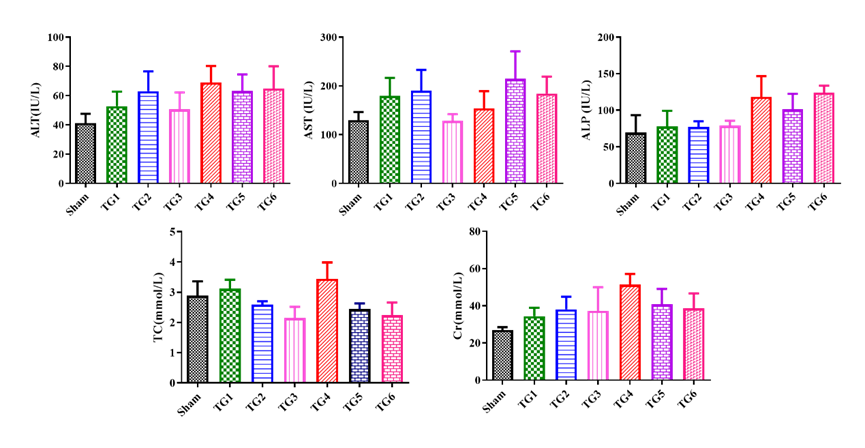 ALT(IU/L)
100
80
60
40
20
0
Sham TG1 TG2 TG3 TG4 TG5 TG6
AST (IU/L)
300
200
100
0
Sham TG1 TG2 TG3 TG4 TG5 TG6
ALP (IU/L)
200
150
100
50
0
Sham TG1 TG2 TG3 TG4 TG5 TG6
TC(mmol/L)
5
4
3
2
1
0
Sham TG1 TG2 TG3 TG4 TG5 TG6
Cr(mmol/L)
80
60
40
20
0
Sham TG1 TG2 TG3 TG4 TG5 TG6